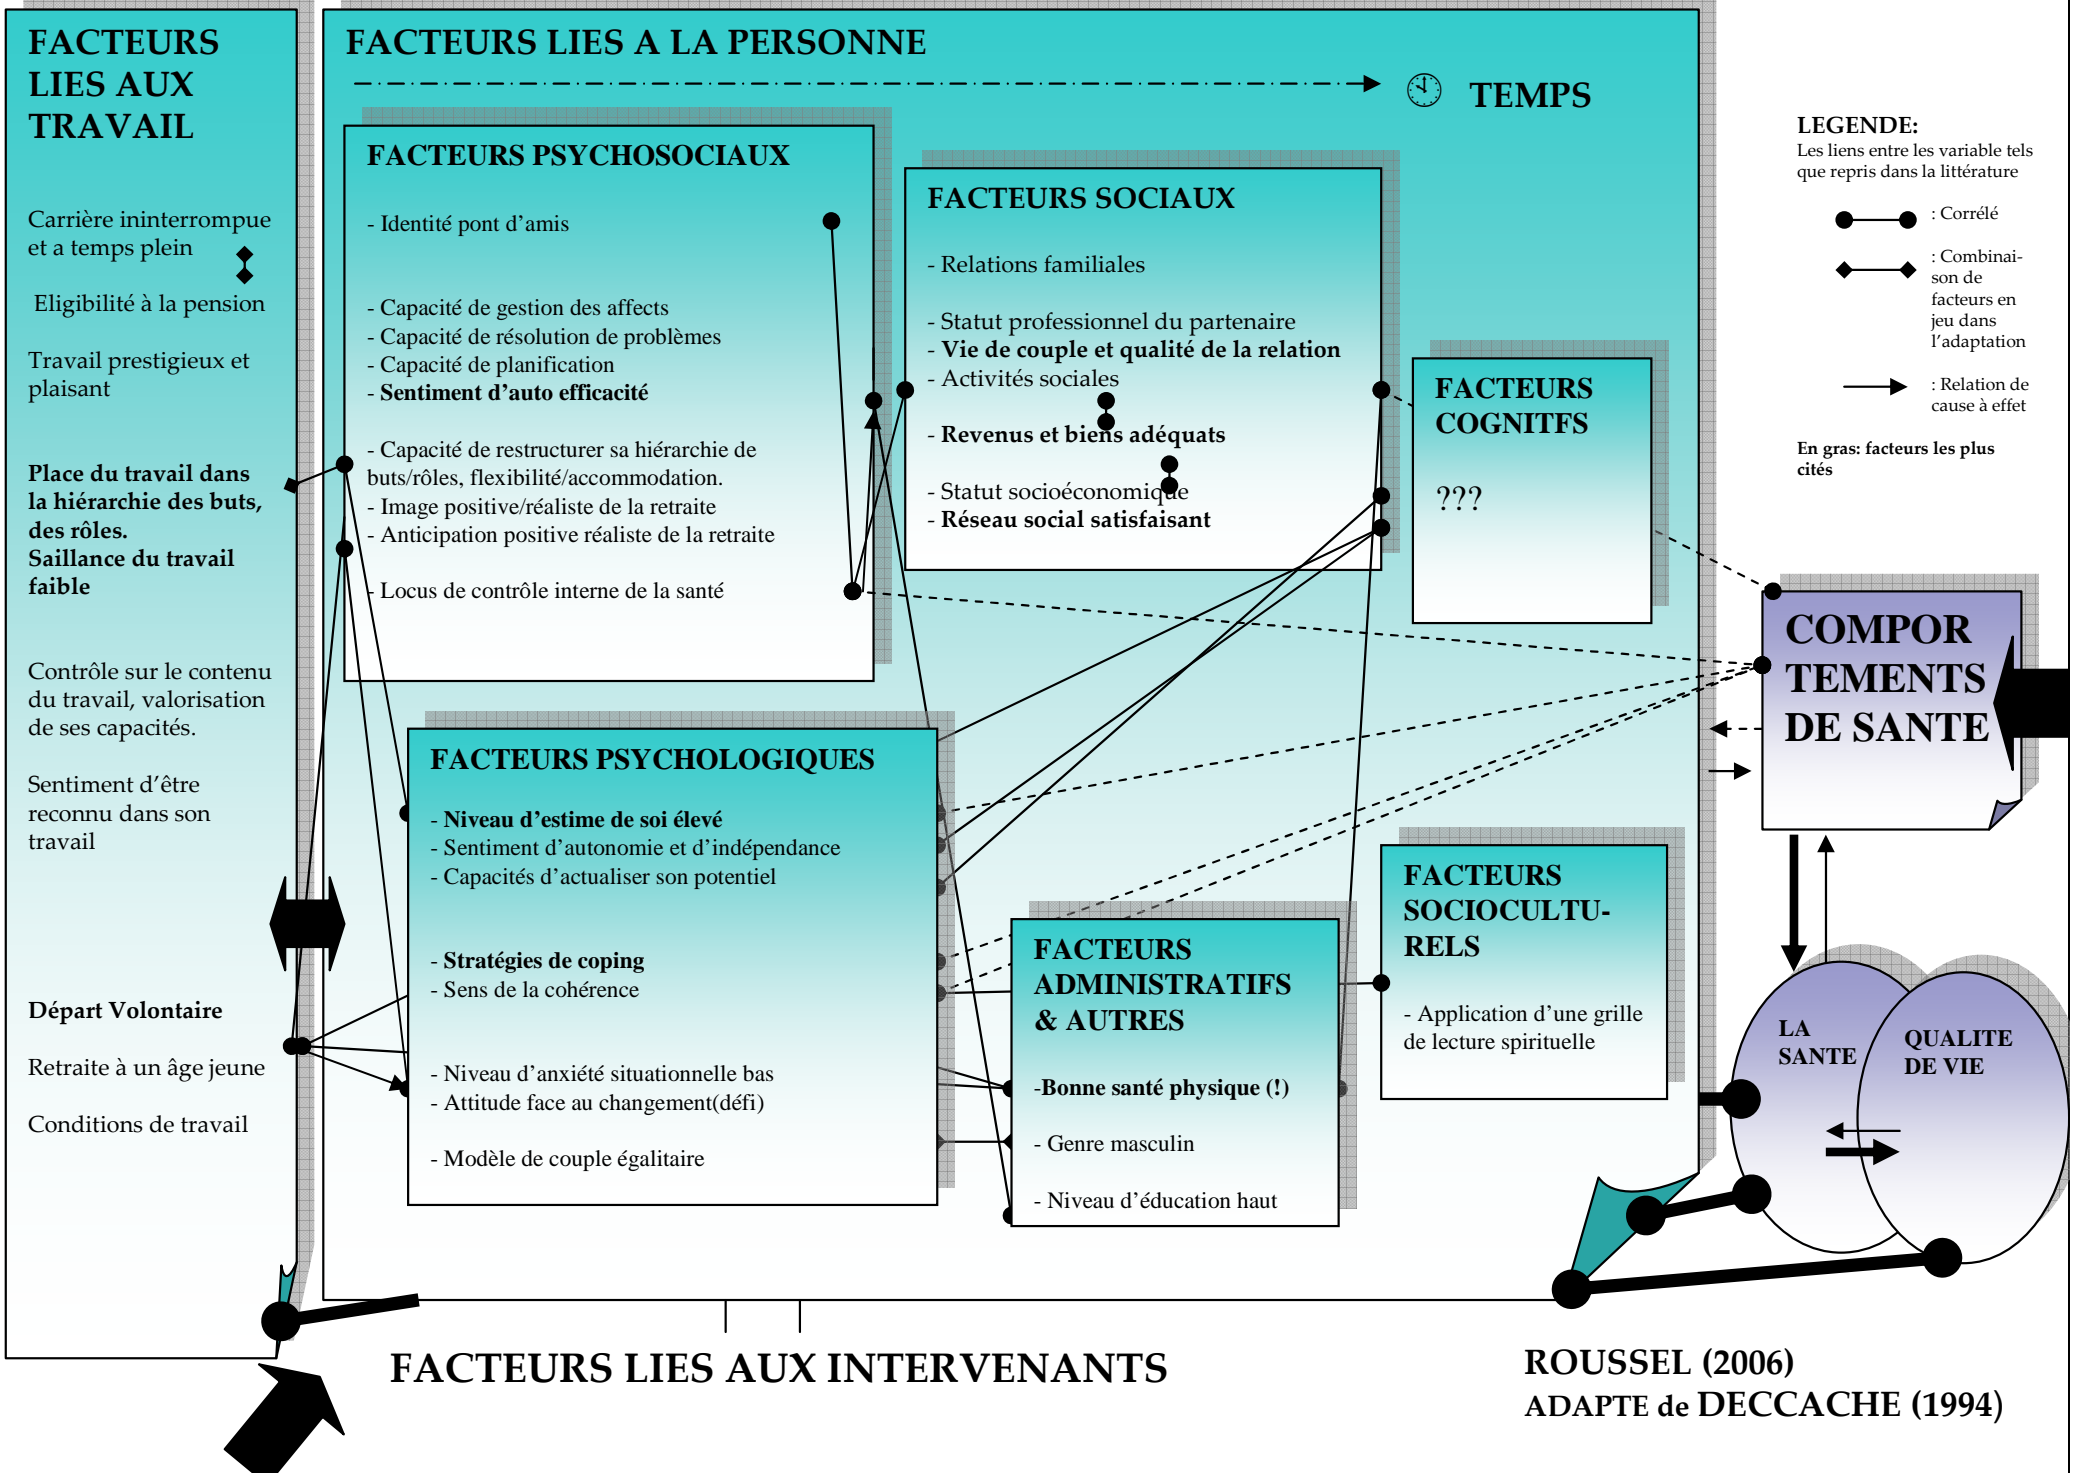 FACTEURS
LIES AUX
TRAVAIL
Carrière ininterrompue
et a temps plein
Eligibilité à la pension
Travail prestigieux et
plaisant
Place du travail dans
la hiérarchie des buts,
des rôles.
Saillance du travail
faible
Contrôle sur le contenu
du travail, valorisation
de ses capacités.
Sentiment d'être
reconnu dans son
travail
Départ Volontaire
Retraite à un âge jeune
Conditions de travail
FACTEURS LIES A LA PERSONNE
TEMPS
FACTEURS PSYCHOSOCIAUX
- Identité pont d'amis
- Capacité de gestion des affects
- Capacité de résolution de problèmes
- Capacité de planification
- Sentiment d'auto efficacité
- Capacité de restructurer sa hiérarchie de
buts/rôles, flexibilité/accommodation.
- Image positive/réaliste de la retraite
- Anticipation positive réaliste de la retraite
- Locus de contrôle interne de la santé
FACTEURS SOCIAUX
- Relations familiales
- Statut professionnel du partenaire
- Vie de couple et qualité de la relation
- Activités sociales
- Revenus et biens adéquats
- Statut socioéconomique
- Réseau social satisfaisant
FACTEURS
COGNITFS
???
FACTEURS PSYCHOLOGIQUES
- Niveau d'estime de soi élevé
- Sentiment d'autonomie et d'indépendance
- Capacités d'actualiser son potentiel
- Stratégies de coping
- Sens de la cohérence
- Niveau d'anxiété situationnelle bas
- Attitude face au changement(défi)
- Modèle de couple égalitaire
FACTEURS
ADMINISTRATIFS
& AUTRES
-Bonne santé physique (!)
- Genre masculin
- Niveau d'éducation haut
FACTEURS
SOCIOCULTU-
RELS
- Application d'une grille
de lecture spirituelle
LEGENDE:
Les liens entre les variable tels
que repris dans la littérature
: Corrélé
: Combinai-
son de
facteurs en
jeu dans
l'adaptation
: Relation de
cause à effet
En gras: facteurs les plus
cités
COMPOR
TEMENTS
DE SANTE
LA
SANTE
QUALITE
DE VIE
FACTEURS LIES AUX INTERVENANTS
ROUSSEL (2006)
ADAPTE de DECCACHE (1994)